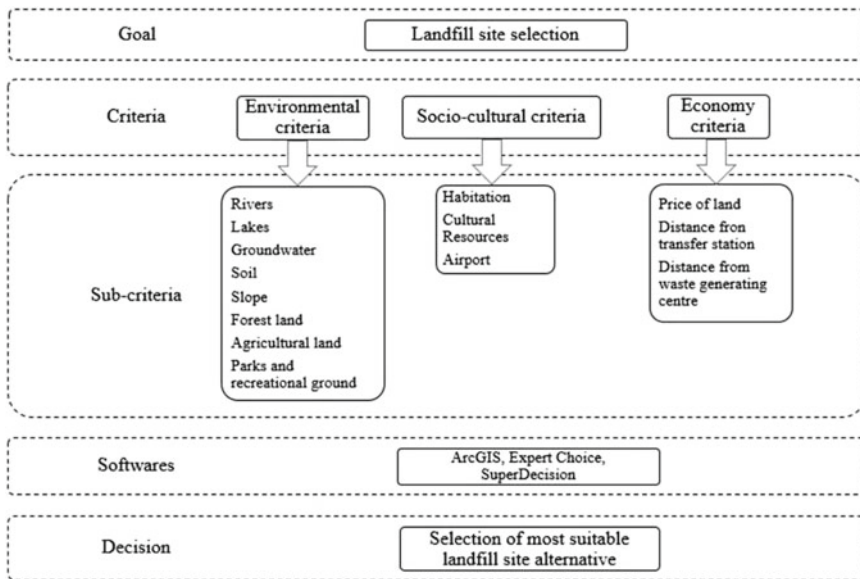 Goal
Landfill site selection
Criteria
Environmental
criteria
Socio-cultural criteria
Economy
criteria
Sub-criteria
Rivers
Lakes
Groundwater
Soil
Slope
Forest land
Agricultural land
Parks and
recreational ground
Habitation
Cultural
Resources
Airport
Price of land
Distance fron
transfer station
Distance from
waste generating
centre
Softwares
ArcGIS, Expert Choice,
SuperDecision
Decision
Selection of most suitable
landfill site alternative